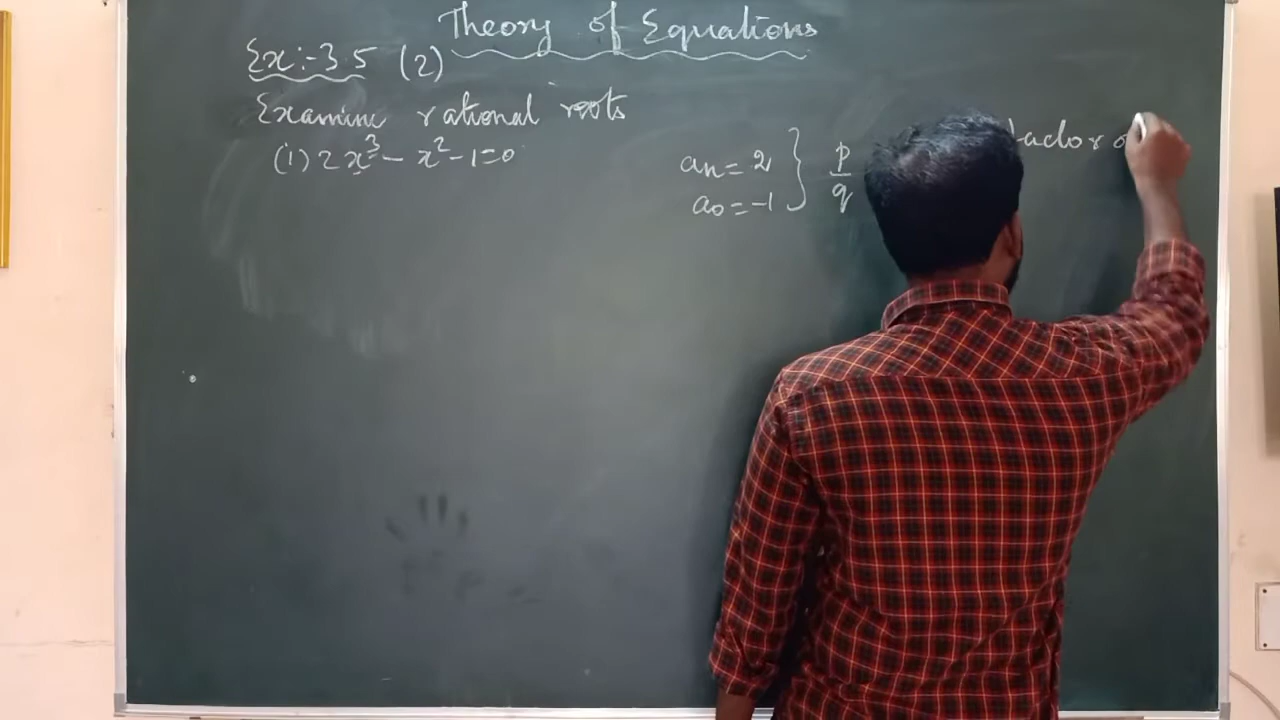 Theory of Equations
Ex:-3.5 (2)
Examine rational roots
(i) 2x³ - x² - 1 = 0
aₙ = 2
a₀ = -1
} p/q
factor